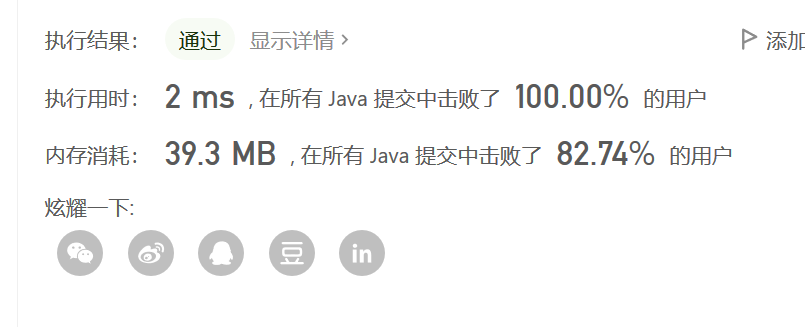 执行结果： 通过 显示详情 › 添加
执行用时： 2 ms , 在所有 Java 提交中击败了 100.00% 的用户
内存消耗： 39.3 MB , 在所有 Java 提交中击败了 82.74% 的用户
炫耀一下:
豆 in